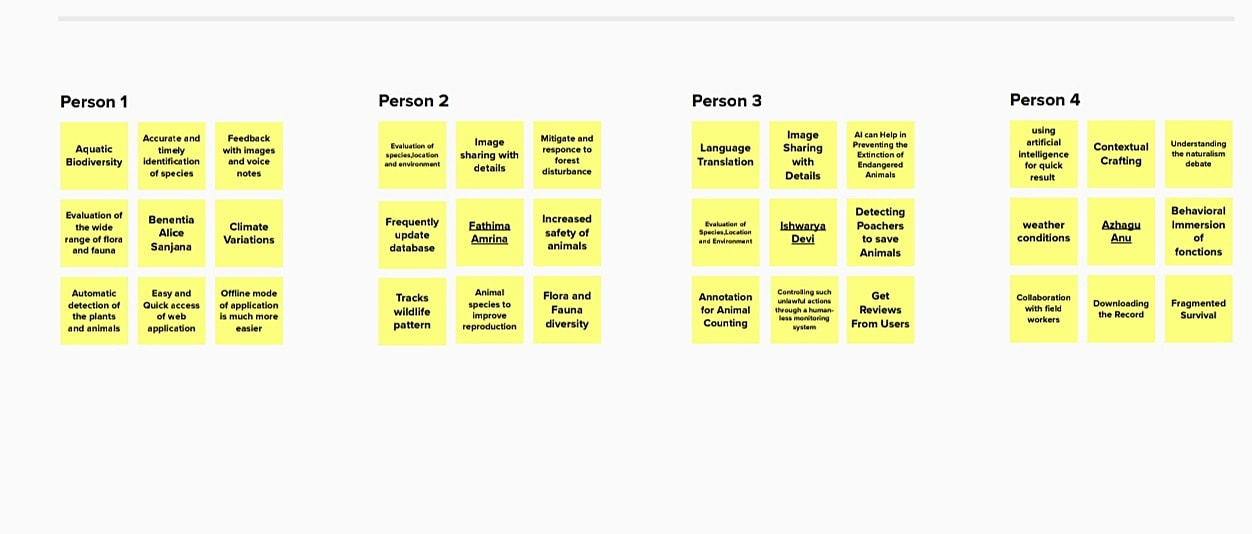 Person 1
Aquatic
Biodiversity
Accurate and
timely
identification
of species
Feedback
with images
and voice
notes
Evaluation of
the wide
range of flora
and fauna
Benentia
Alice
Sanjana
Climate
Variations
Automatic
detection of
the plants
and animals
Easy and
Quick access
of web
application
Offline mode
of application
is much more
easier
Person 2
Evaluation of
species,location
and environment
Image
sharing with
details
Mitigate and
responce to
forest
disturbance
Frequently
update
database
Fathima
Amrina
Increased
safety of
animals
Tracks
wildlife
pattern
Animal
species to
improve
reproduction
Flora and
Fauna
diversity
Person 3
Language
Translation
Image
Sharing
with
Details
AI can Help in
Preventing the
Extinction of
Endangered
Animals
Evaluation of
Species,Location
and Environment
Ishwarya
Devi
Detecting
Poachers
to save
Animals
Annotation
for Animal
Counting
Controlling such
unlawful actions
through a human-
less monitoring
system
Get
Reviews
From Users
Person 4
using
artificial
intelligence
for quick
result
Contextual
Crafting
Understanding
the naturalism
debate
weather
conditions
Azhagu
Anu
Behavioral
Immersion
of
fonctions
Collaboration
with field
workers
Downloading
the Record
Fragmented
Survival